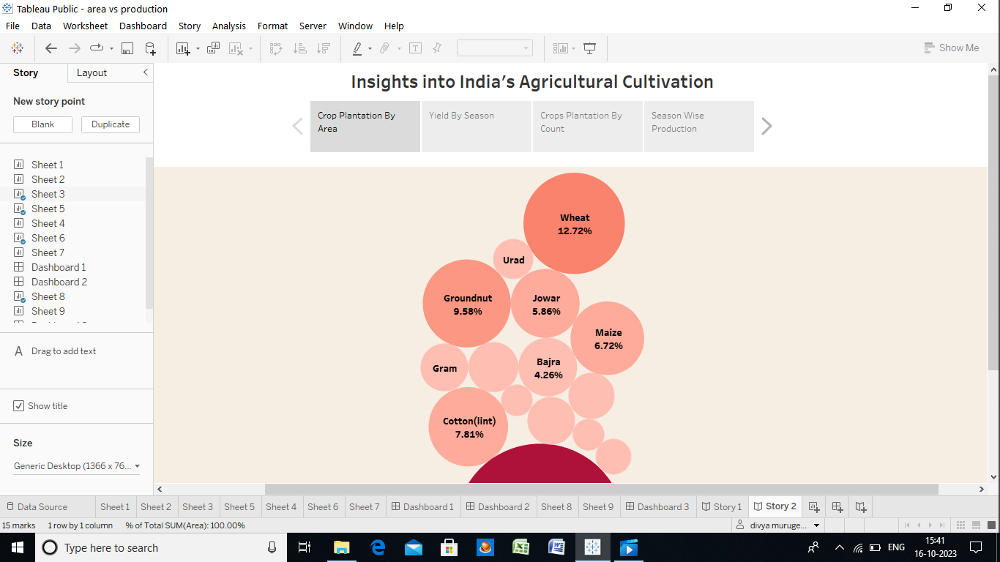 Tableau Public - area vs production
File Data Worksheet Dashboard Story Analysis Format Server Window Help
Show Me
Story Layout
New story point
Blank Duplicate
Sheet 1
Sheet 2
Sheet 3
Sheet 5
Sheet 4
Sheet 6
Sheet 7
Dashboard 1
Dashboard 2
Sheet 8
Sheet 9
A Drag to add text
Show title
Size
Generic Desktop (1366 x 76...
Insights into India's Agricultural Cultivation
Crop Plantation By
Area
Yield By Season
Crops Plantation By
Count
Season Wise
Production
Wheat
12.72%
Urad
Groundnut
9.58%
Jowar
5.86%
Maize
6.72%
Gram
Bajra
4.26%
Cotton(lint)
7.81%
Data Source Sheet 1 Sheet 2 Sheet 3 Sheet 5 Sheet 4 Sheet 6 Sheet 7 Dashboard 1 Dashboard 2 Sheet 8 Sheet 9 Dashboard 3 Story 1 Story 2
15 marks 1 row by 1 column % of Total SUM(Area): 100.00% divya muruge...
Type here to search
ENG
15:41
16-10-2023